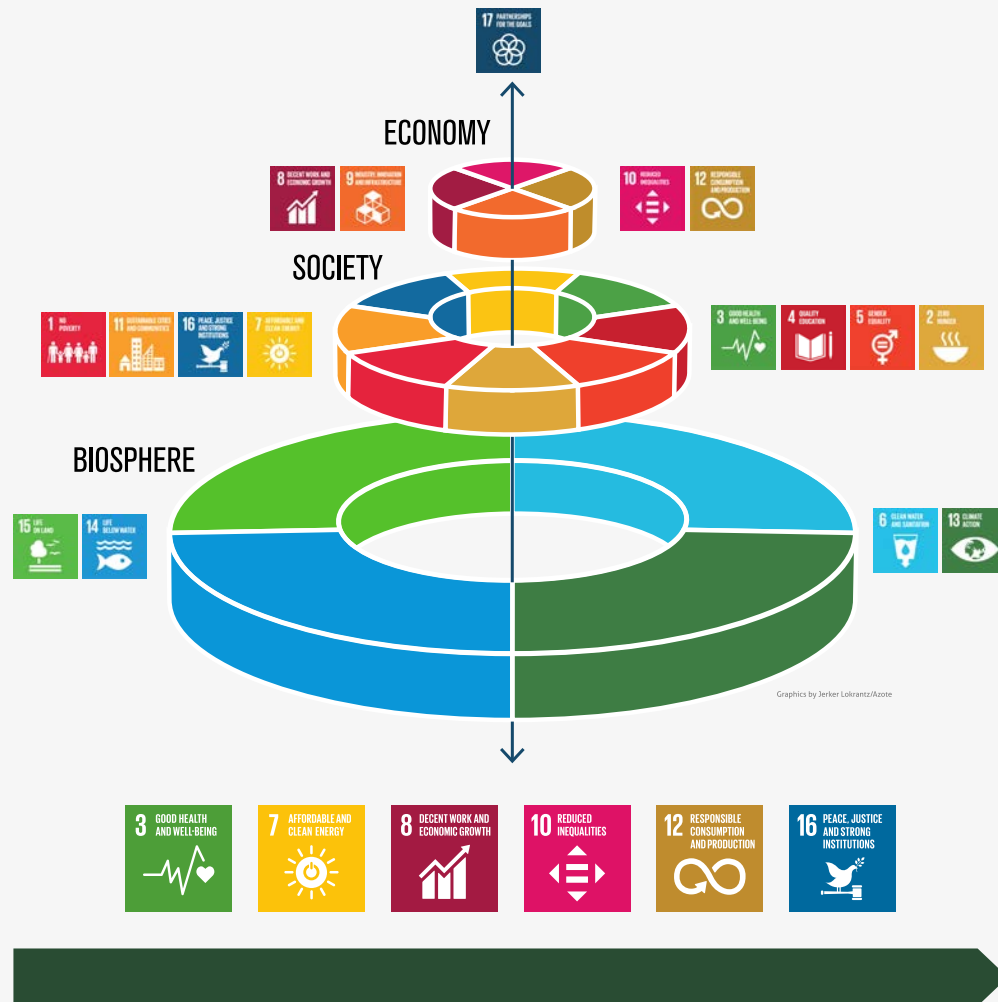 17 PARTNERSHIPS
FOR THE GOALS
ECONOMY
8 DECENT WORK AND
ECONOMIC GROWTH
9 INDUSTRY, INNOVATION
AND INFRASTRUCTURE
10 REDUCED
INEQUALITIES
12 RESPONSIBLE
CONSUMPTION
AND PRODUCTION
SOCIETY
1 NO
POVERTY
11 SUSTAINABLE CITIES
AND COMMUNITIES
16 PEACE, JUSTICE
AND STRONG
INSTITUTIONS
7 AFFORDABLE AND
CLEAN ENERGY
3 GOOD HEALTH
AND WELL-BEING
4 QUALITY
EDUCATION
5 GENDER
EQUALITY
2 ZERO
HUNGER
BIOSPHERE
15 LIFE
ON LAND
14 LIFE
BELOW WATER
6 CLEAN WATER
AND SANITATION
13 CLIMATE
ACTION
Graphics by Jerker Lokrantz/Azote
3 GOOD HEALTH
AND WELL-BEING
7 AFFORDABLE AND
CLEAN ENERGY
8 DECENT WORK AND
ECONOMIC GROWTH
10 REDUCED
INEQUALITIES
12 RESPONSIBLE
CONSUMPTION
AND PRODUCTION
16 PEACE, JUSTICE
AND STRONG
INSTITUTIONS